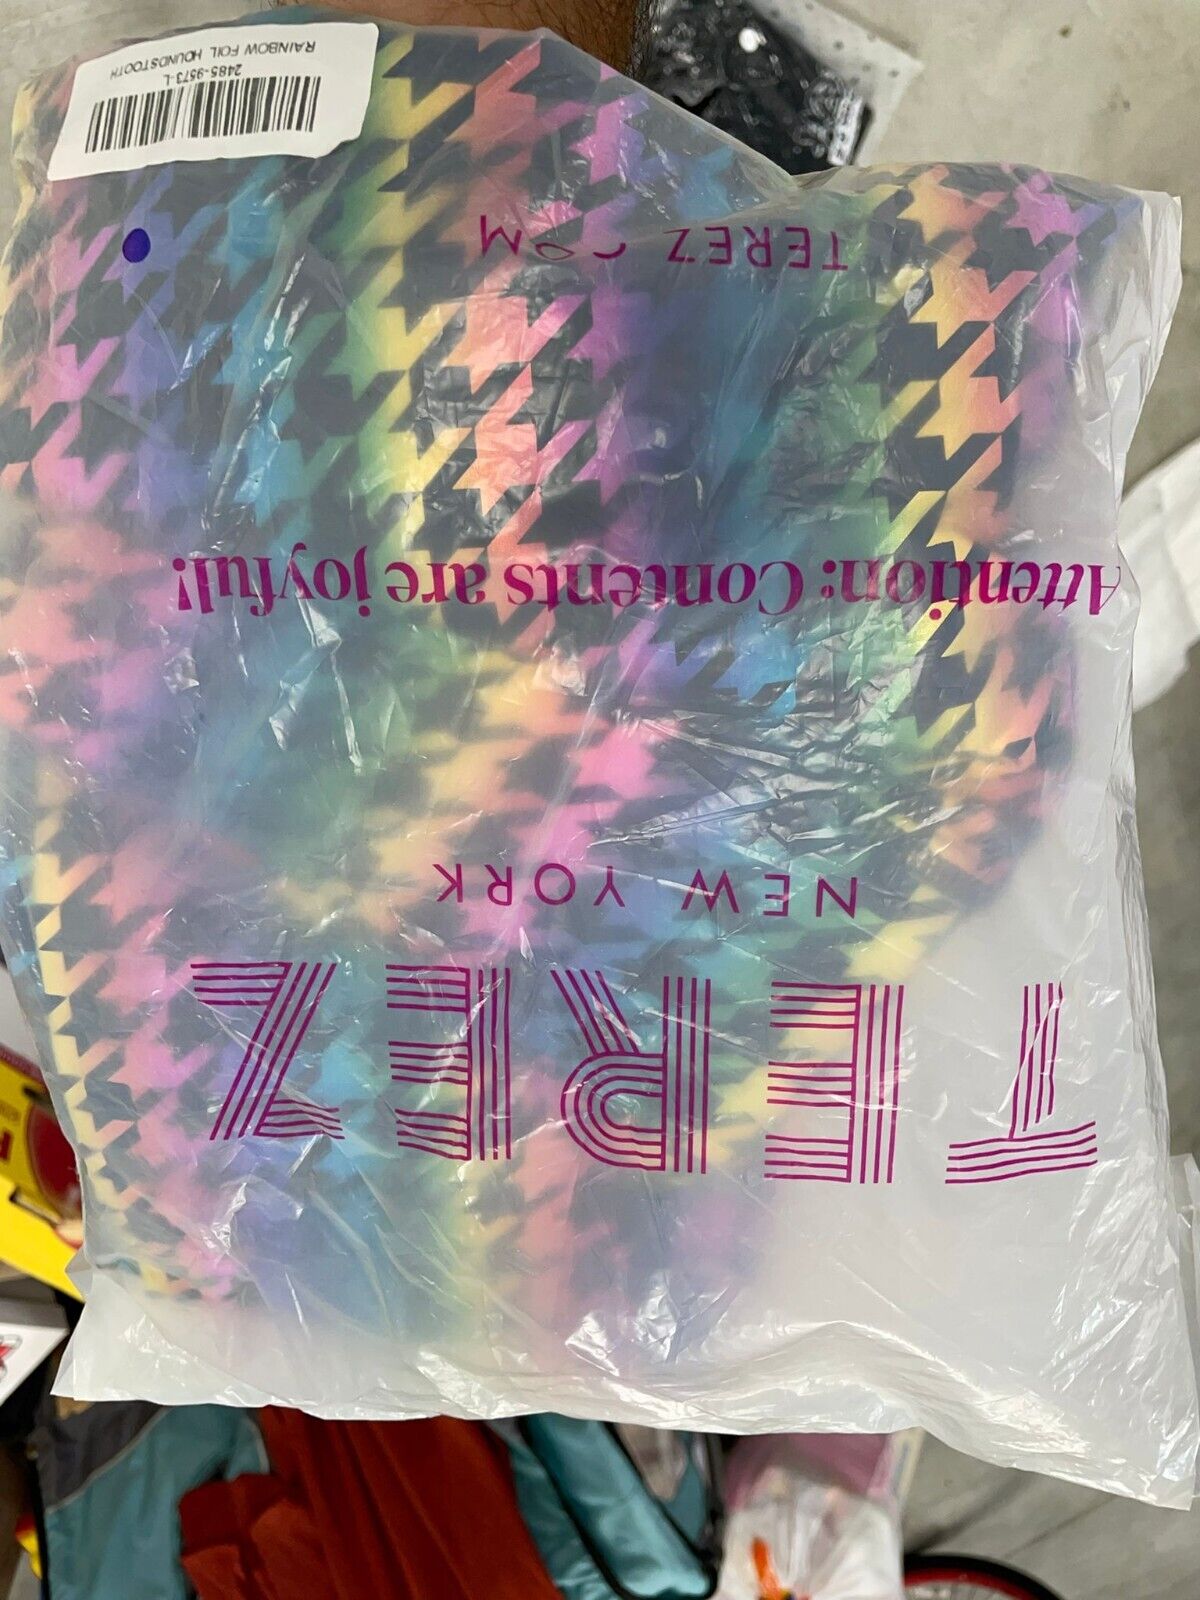 TEREZ
NEW YORK
Attention: Contents are joyful!
TEREZ.COM
2485-9573-L
RAINBOW FOIL HOUNDSTOOTH